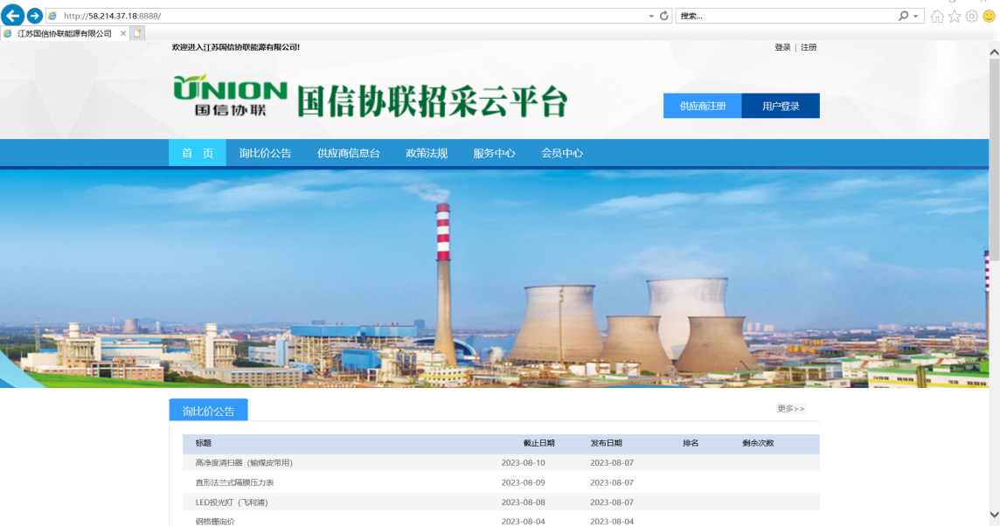 http://58.214.37.18:8888/
搜索...
江苏国信协联能源有限公司
欢迎进入江苏国信协联能源有限公司!
登录 | 注册
UNION
国信协联
国信协联招采云平台
供应商注册
用户登录
首 页 询比价公告 供应商信息台 政策法规 服务中心 会员中心
询比价公告
更多>>
标题 截止日期 发布日期 排名 剩余次数
高净度清扫器（输煤皮带用） 2023-08-10 2023-08-07
直形法兰式隔膜压力表 2023-08-09 2023-08-07
LED投光灯（飞利浦） 2023-08-08 2023-08-07
钢格栅询价 2023-08-04 2023-08-04